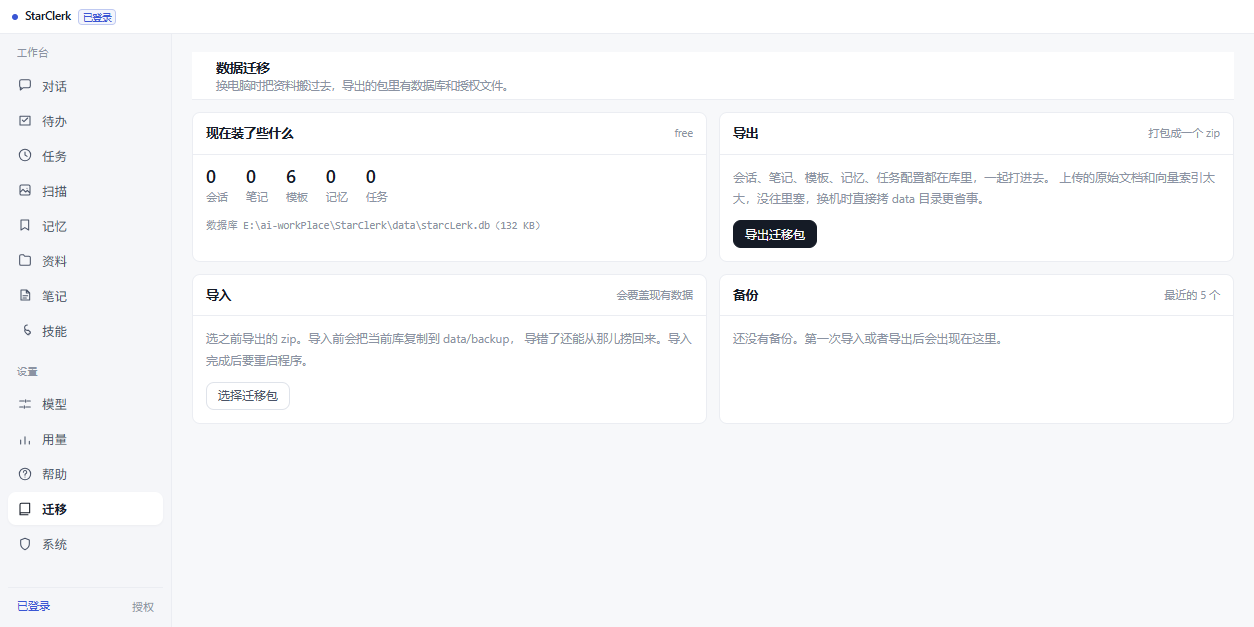 StarClerk 已登录
工作台
对话
待办
任务
扫描
记忆
资料
笔记
技能
设置
模型
用量
帮助
迁移
系统
已登录 授权
数据迁移
换电脑时把资料搬过去，导出的包里有数据库和授权文件。
现在装了些什么 free
0 0 6 0 0
会话 笔记 模板 记忆 任务
数据库 E:\ai-workPlace\StarClerk\data\starcLerk.db（132 KB）
导出 打包成一个 zip
会话、笔记、模板、记忆、任务配置都在库里，一起打进去。 上传的原始文档和向量索引太
大，没往里塞，换机时直接拷 data 目录更省事。
导出迁移包
导入 会覆盖现有数据
选之前导出的 zip。导入前会把当前库复制到 data/backup， 导错了还能从那儿捞回来。导入
完成后要重启程序。
选择迁移包
备份 最近的 5 个
还没有备份。第一次导入或者导出后会出现在这里。